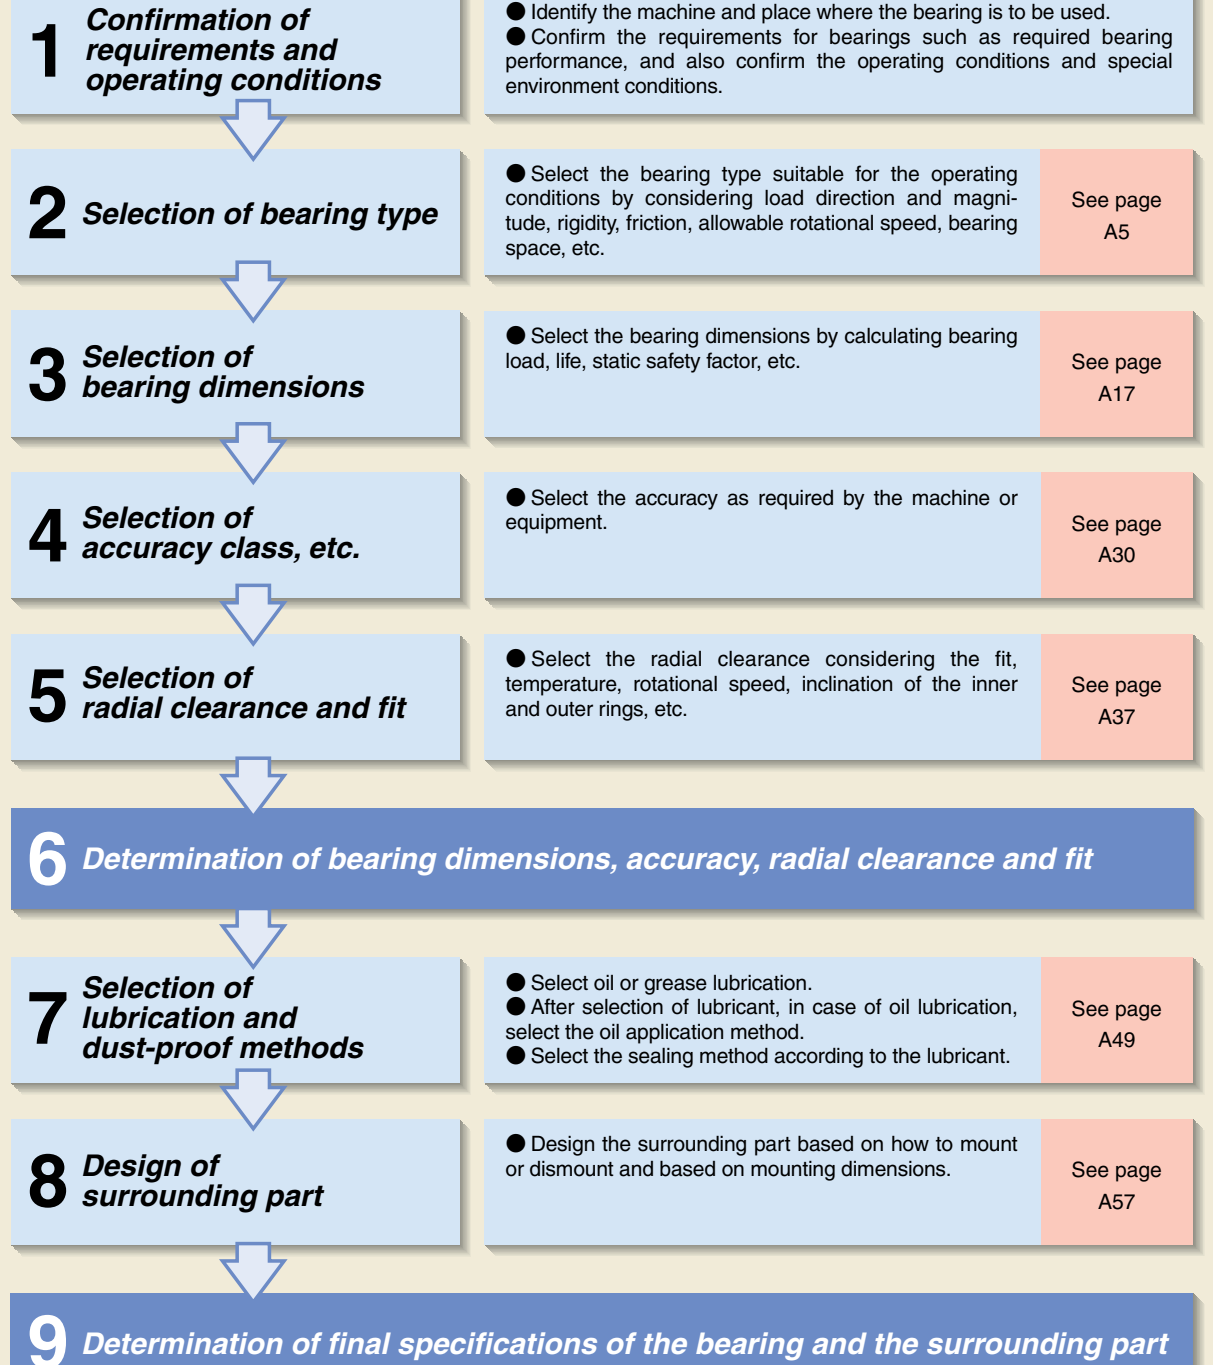 1
Confirmation of
requirements and
operating conditions
● Identify the machine and place where the bearing is to be used.
● Confirm the requirements for bearings such as required bearing
performance, and also confirm the operating conditions and special
environment conditions.
2
Selection of bearing type
● Select the bearing type suitable for the operating
conditions by considering load direction and magni-
tude, rigidity, friction, allowable rotational speed, bearing
space, etc.
See page
A5
3
Selection of
bearing dimensions
● Select the bearing dimensions by calculating bearing
load, life, static safety factor, etc.
See page
A17
4
Selection of
accuracy class, etc.
● Select the accuracy as required by the machine or
equipment.
See page
A30
5
Selection of
radial clearance and fit
● Select the radial clearance considering the fit,
temperature, rotational speed, inclination of the inner
and outer rings, etc.
See page
A37
6 Determination of bearing dimensions, accuracy, radial clearance and fit
7
Selection of
lubrication and
dust-proof methods
● Select oil or grease lubrication.
● After selection of lubricant, in case of oil lubrication,
select the oil application method.
● Select the sealing method according to the lubricant.
See page
A49
8
Design of
surrounding part
● Design the surrounding part based on how to mount
or dismount and based on mounting dimensions.
See page
A57
9 Determination of final specifications of the bearing and the surrounding part